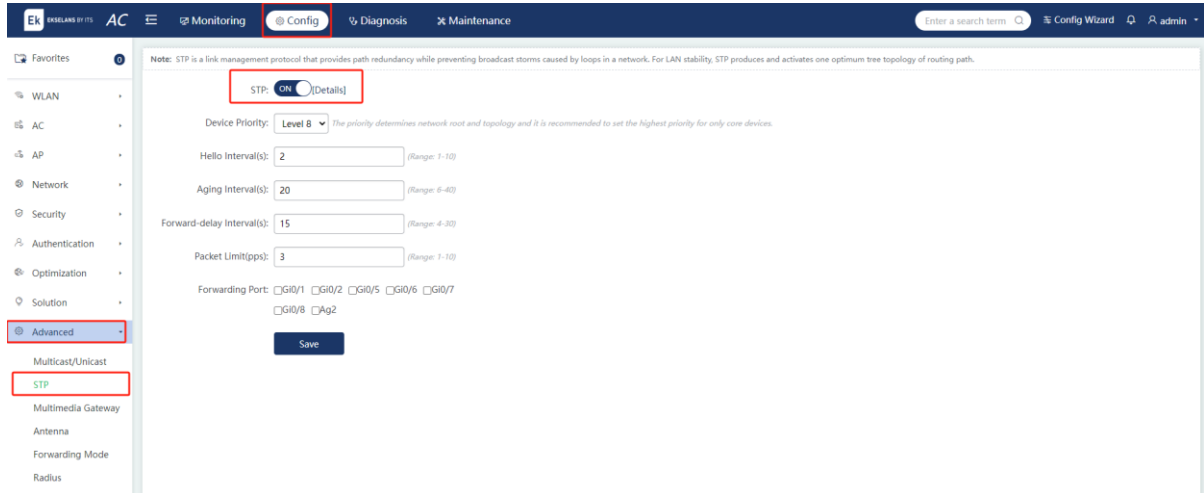 Ek EKSELANS BY ITS AC Monitoring Config Diagnosis Maintenance Enter a search term Config Wizard admin
Favorites 0
Note: STP is a link management protocol that provides path redundancy while preventing broadcast storms caused by loops in a network. For LAN stability, STP produces and activates one optimum tree topology of routing path.
STP: ON [Details]
WLAN
Device Priority: Level 8 The priority determines network root and topology and it is recommended to set the highest priority for only core devices.
AC
Hello Interval(s): 2 (Range: 1-10)
AP
Network
Aging Interval(s): 20 (Range: 6-40)
Security
Forward-delay Interval(s): 15 (Range: 4-30)
Authentication
Packet Limit(pps): 3 (Range: 1-10)
Optimization
Forwarding Port: Gi0/1 Gi0/2 Gi0/5 Gi0/6 Gi0/7
Solution
Gi0/8 Ag2
Advanced
Save
Multicast/Unicast
STP
Multimedia Gateway
Antenna
Forwarding Mode
Radius